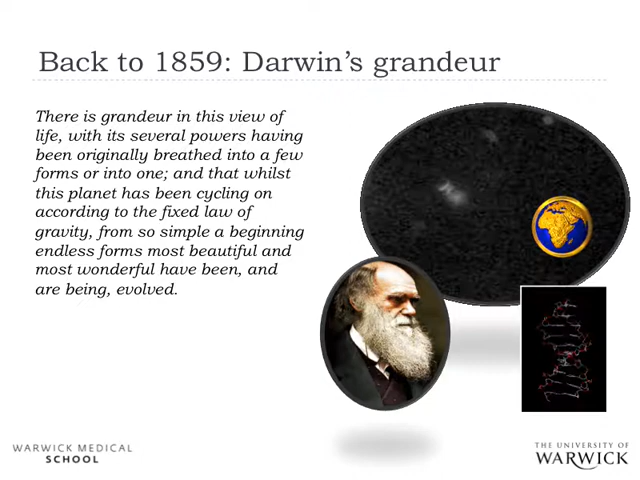 Back to 1859: Darwin's grandeur
There is grandeur in this view of
life, with its several powers having
been originally breathed into a few
forms or into one; and that whilst
this planet has been cycling on
according to the fixed law of
gravity, from so simple a beginning
endless forms most beautiful and
most wonderful have been, and
are being, evolved.
WARWICK MEDICAL
SCHOOL
THE UNIVERSITY OF
WARWICK